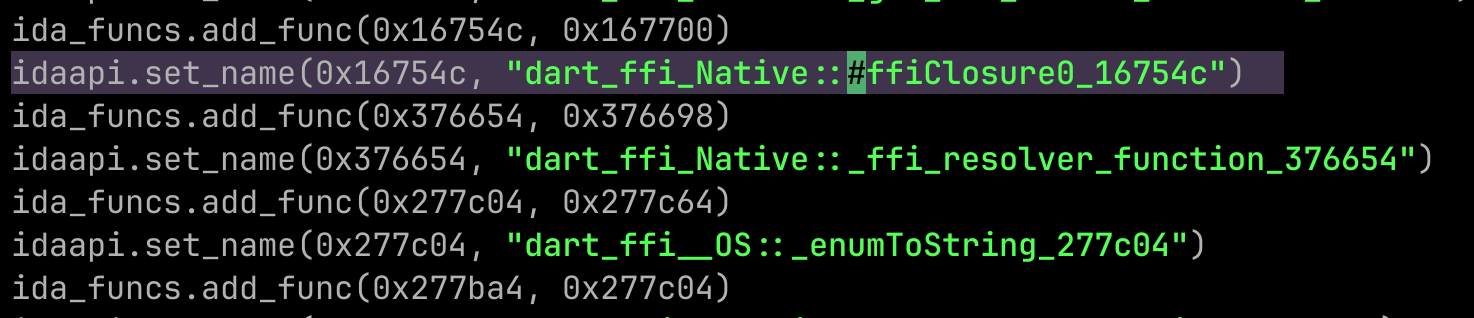 ida_funcs.add_func(0x16754c, 0x167700)
idaapi.set_name(0x16754c, "dart_ffi_Native::#ffiClosure0_16754c")
ida_funcs.add_func(0x376654, 0x376698)
idaapi.set_name(0x376654, "dart_ffi_Native::_ffi_resolver_function_376654")
ida_funcs.add_func(0x277c04, 0x277c64)
idaapi.set_name(0x277c04, "dart_ffi__OS::_enumToString_277c04")
ida_funcs.add_func(0x277ba4, 0x277c04)